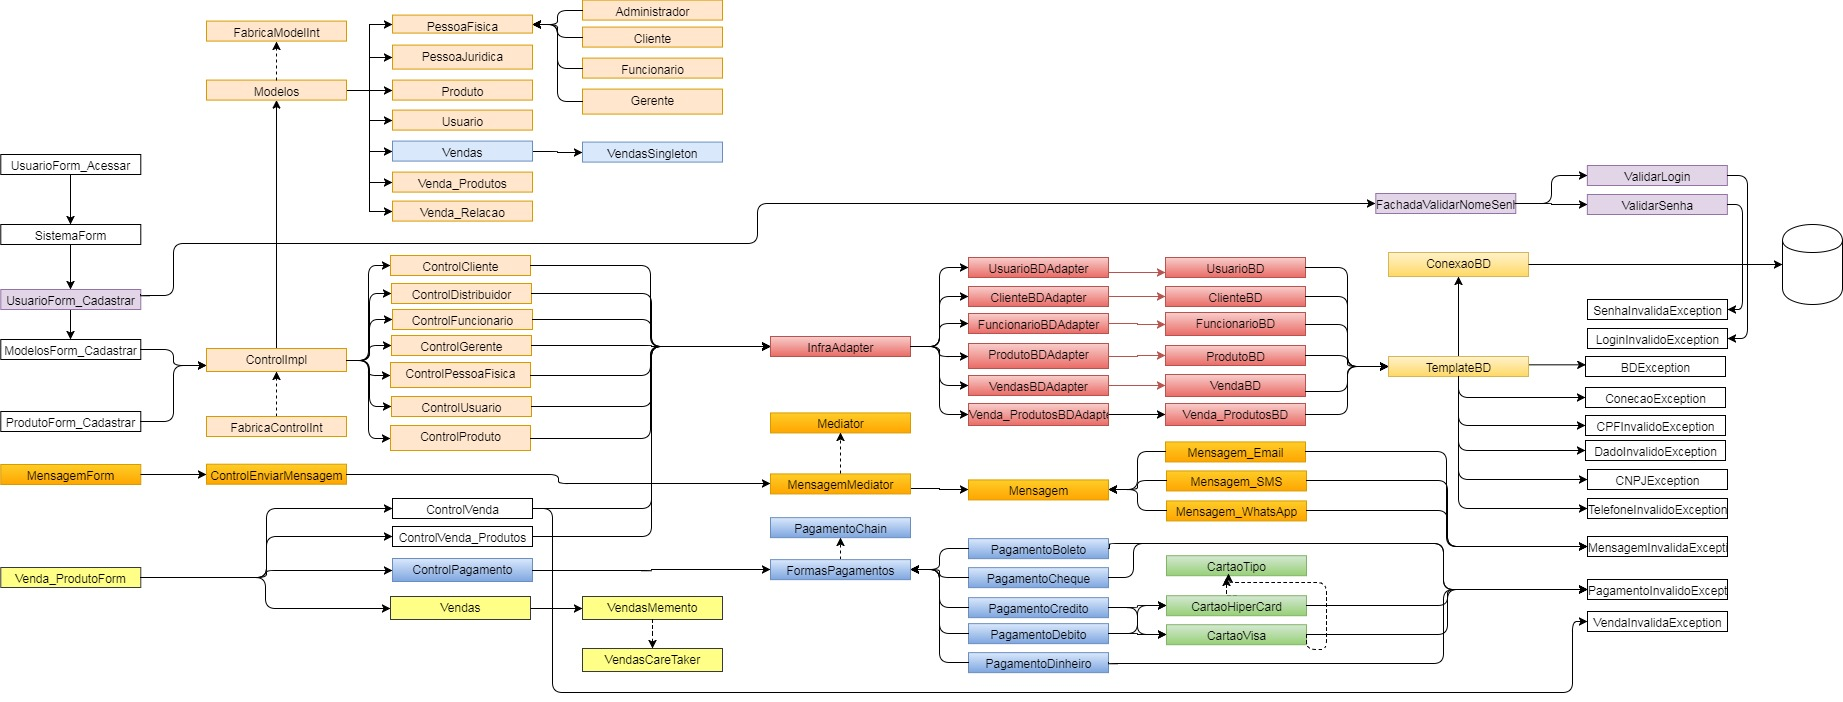 UsuarioForm_Acessar
SistemaForm
UsuarioForm_Cadastrar
ModelosForm_Cadastrar
ProdutoForm_Cadastrar
MensagemForm
Venda_ProdutoForm
FabricaModelInt
Modelos
ControlImpl
FabricaControlInt
ControlEnviarMensagem
PessoaFisica
PessoaJuridica
Produto
Usuario
Vendas
Venda_Produtos
Venda_Relacao
ControlCliente
ControlDistribuidor
ControlFuncionario
ControlGerente
ControlPessoaFisica
ControlUsuario
ControlProduto
ControlVenda
ControlVenda_Produtos
ControlPagamento
Vendas
Administrador
Cliente
Funcionario
Gerente
VendasSingleton
VendasMemento
VendasCareTaker
InfraAdapter
Mediator
MensagemMediator
PagamentoChain
FormasPagamentos
UsuarioBDAdapter
ClienteBDAdapter
FuncionarioBDAdapter
ProdutoBDAdapter
VendasBDAdapter
Venda_ProdutosBDAdapte
Mensagem
PagamentoBoleto
PagamentoCheque
PagamentoCredito
PagamentoDebito
PagamentoDinheiro
UsuarioBD
ClienteBD
FuncionarioBD
ProdutoBD
VendaBD
Venda_ProdutosBD
Mensagem_Email
Mensagem_SMS
Mensagem_WhatsApp
CartaoTipo
CartaoHiperCard
CartaoVisa
FachadaValidarNomeSenl
ConexaoBD
TemplateBD
ValidarLogin
ValidarSenha
SenhaInvalidaException
LoginInvalidoException
BDException
ConecaoException
CPFInvalidoException
DadoInvalidoException
CNPJException
TelefoneInvalidoException
MensagemInvalidaExcepti
PagamentoInvalidoExcept
VendaInvalidaException